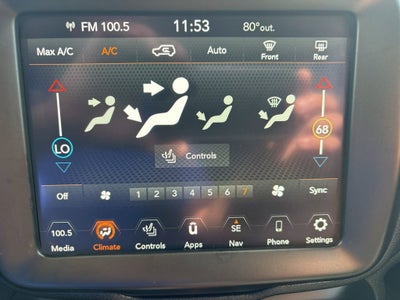 FM 100.5 11:53 80° out.
Max A/C A/C Auto Front Rear
LO 68
Controls
Off 1 2 3 4 5 6 7 Sync
100.5 SE
Media Climate Controls Apps Nav Phone Settings